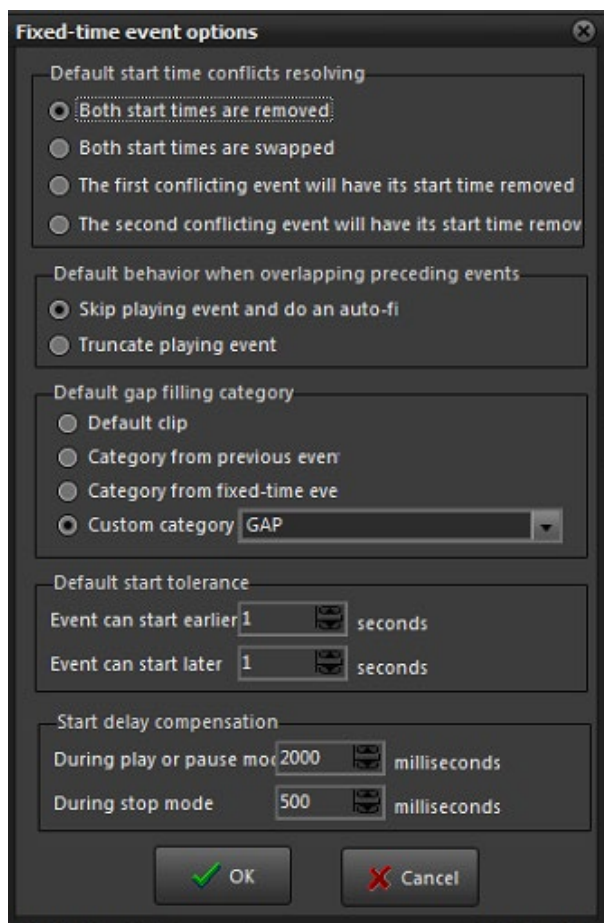 Fixed-time event options
Default start time conflicts resolving
Both start times are removed
Both start times are swapped
The first conflicting event will have its start time removed
The second conflicting event will have its start time remov
Default behavior when overlapping preceding events
Skip playing event and do an auto-fi
Truncate playing event
Default gap filling category
Default clip
Category from previous even
Category from fixed-time eve
Custom category GAP
Default start tolerance
Event can start earlier 1 seconds
Event can start later 1 seconds
Start delay compensation
During play or pause mod 2000 milliseconds
During stop mode 500 milliseconds
OK Cancel